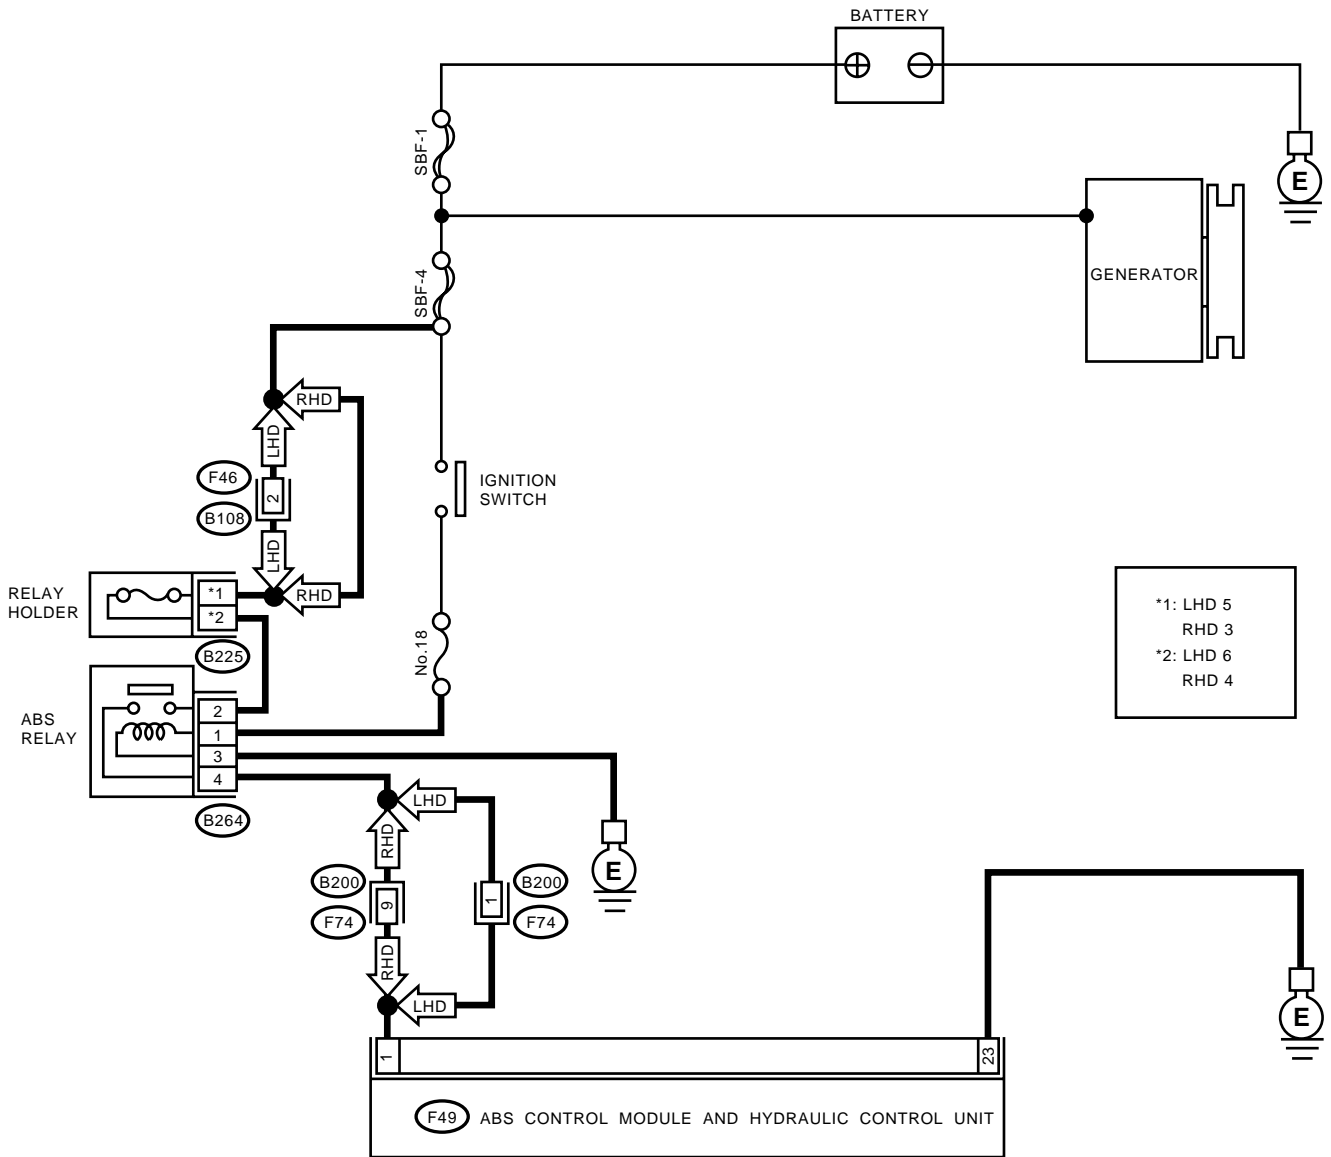 BATTERY
SBF-1
E
GENERATOR
SBF-4
RHD
LHD
F46
2
B108
LHD
RHD
IGNITION
SWITCH
RELAY
HOLDER
*1
*2
B225
No.18
*1: LHD 5
RHD 3
*2: LHD 6
RHD 4
ABS
RELAY
2
1
3
4
B264
LHD
RHD
B200
F74
9
1
B200
F74
E
RHD
LHD
E
1
23
F49 ABS CONTROL MODULE AND HYDRAULIC CONTROL UNIT